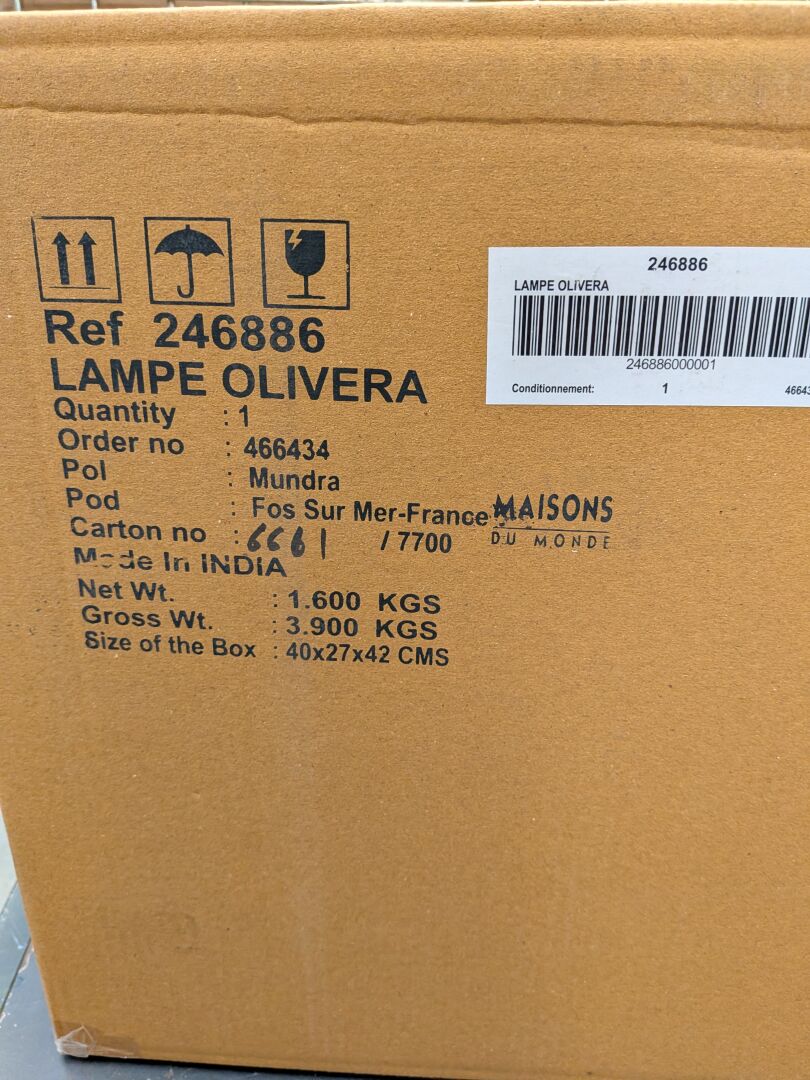 Ref 246886
LAMPE OLIVERA
Quantity : 1
Order no : 466434
Pol : Mundra
Pod : Fos Sur Mer-France
Carton no : 6661 / 7700
Made In INDIA
Net Wt. : 1.600 KGS
Gross Wt. : 3.900 KGS
Size of the Box : 40x27x42 CMS
MAISONS
DU MONDE
246886
LAMPE OLIVERA
246886000001
Conditionnement: 1